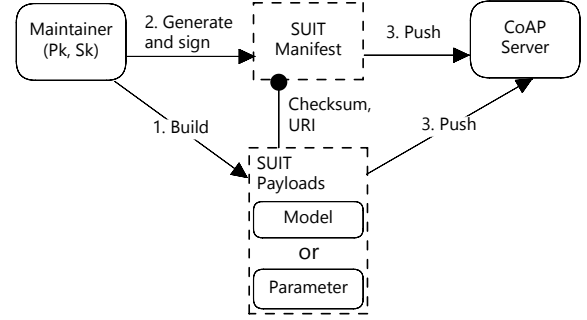 Maintainer
(Pk, Sk)
2. Generate
and sign
SUIT
Manifest
3. Push
CoAP
Server
1. Build
Checksum,
URI
3. Push
SUIT
Payloads
Model
or
Parameter